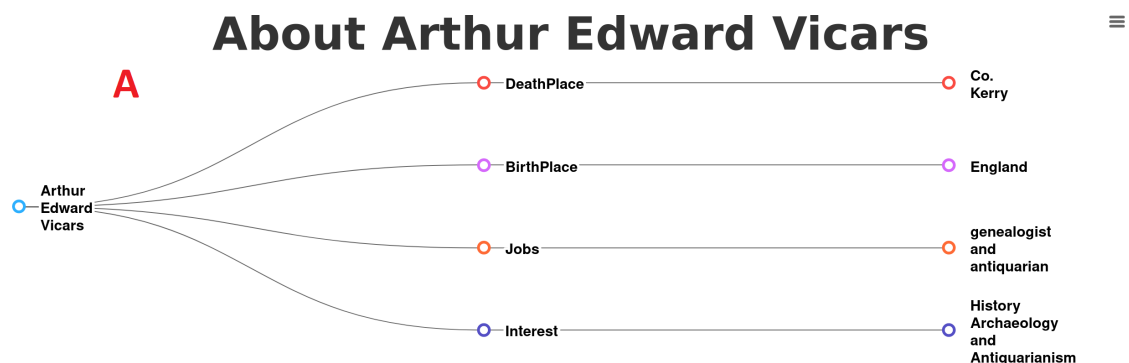 About Arthur Edward Vicars
A
DeathPlace
Co.
Kerry
BirthPlace
England
Arthur
Edward
Vicars
Jobs
genealogist
and
antiquarian
Interest
History
Archaeology
and
Antiquarianism